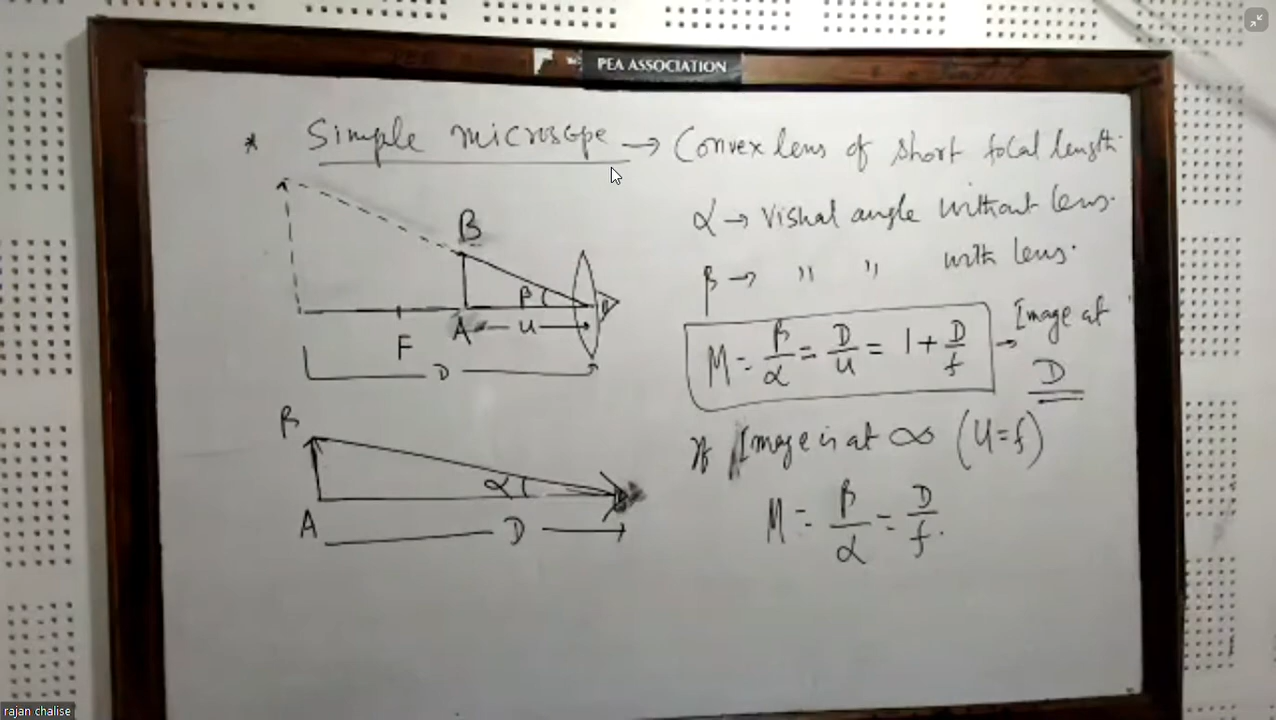 PEA ASSOCIATION
* Simple microscope → Convex lens of short focal length.
α → Visual angle without lens.
β → " " with lens.
M = β/α = D/u = 1 + D/f → Image at D
If Image is at ∞ (U=f)
M = β/α = D/f.
B
β
F A u
D
B
α
A
D
rajan chalise